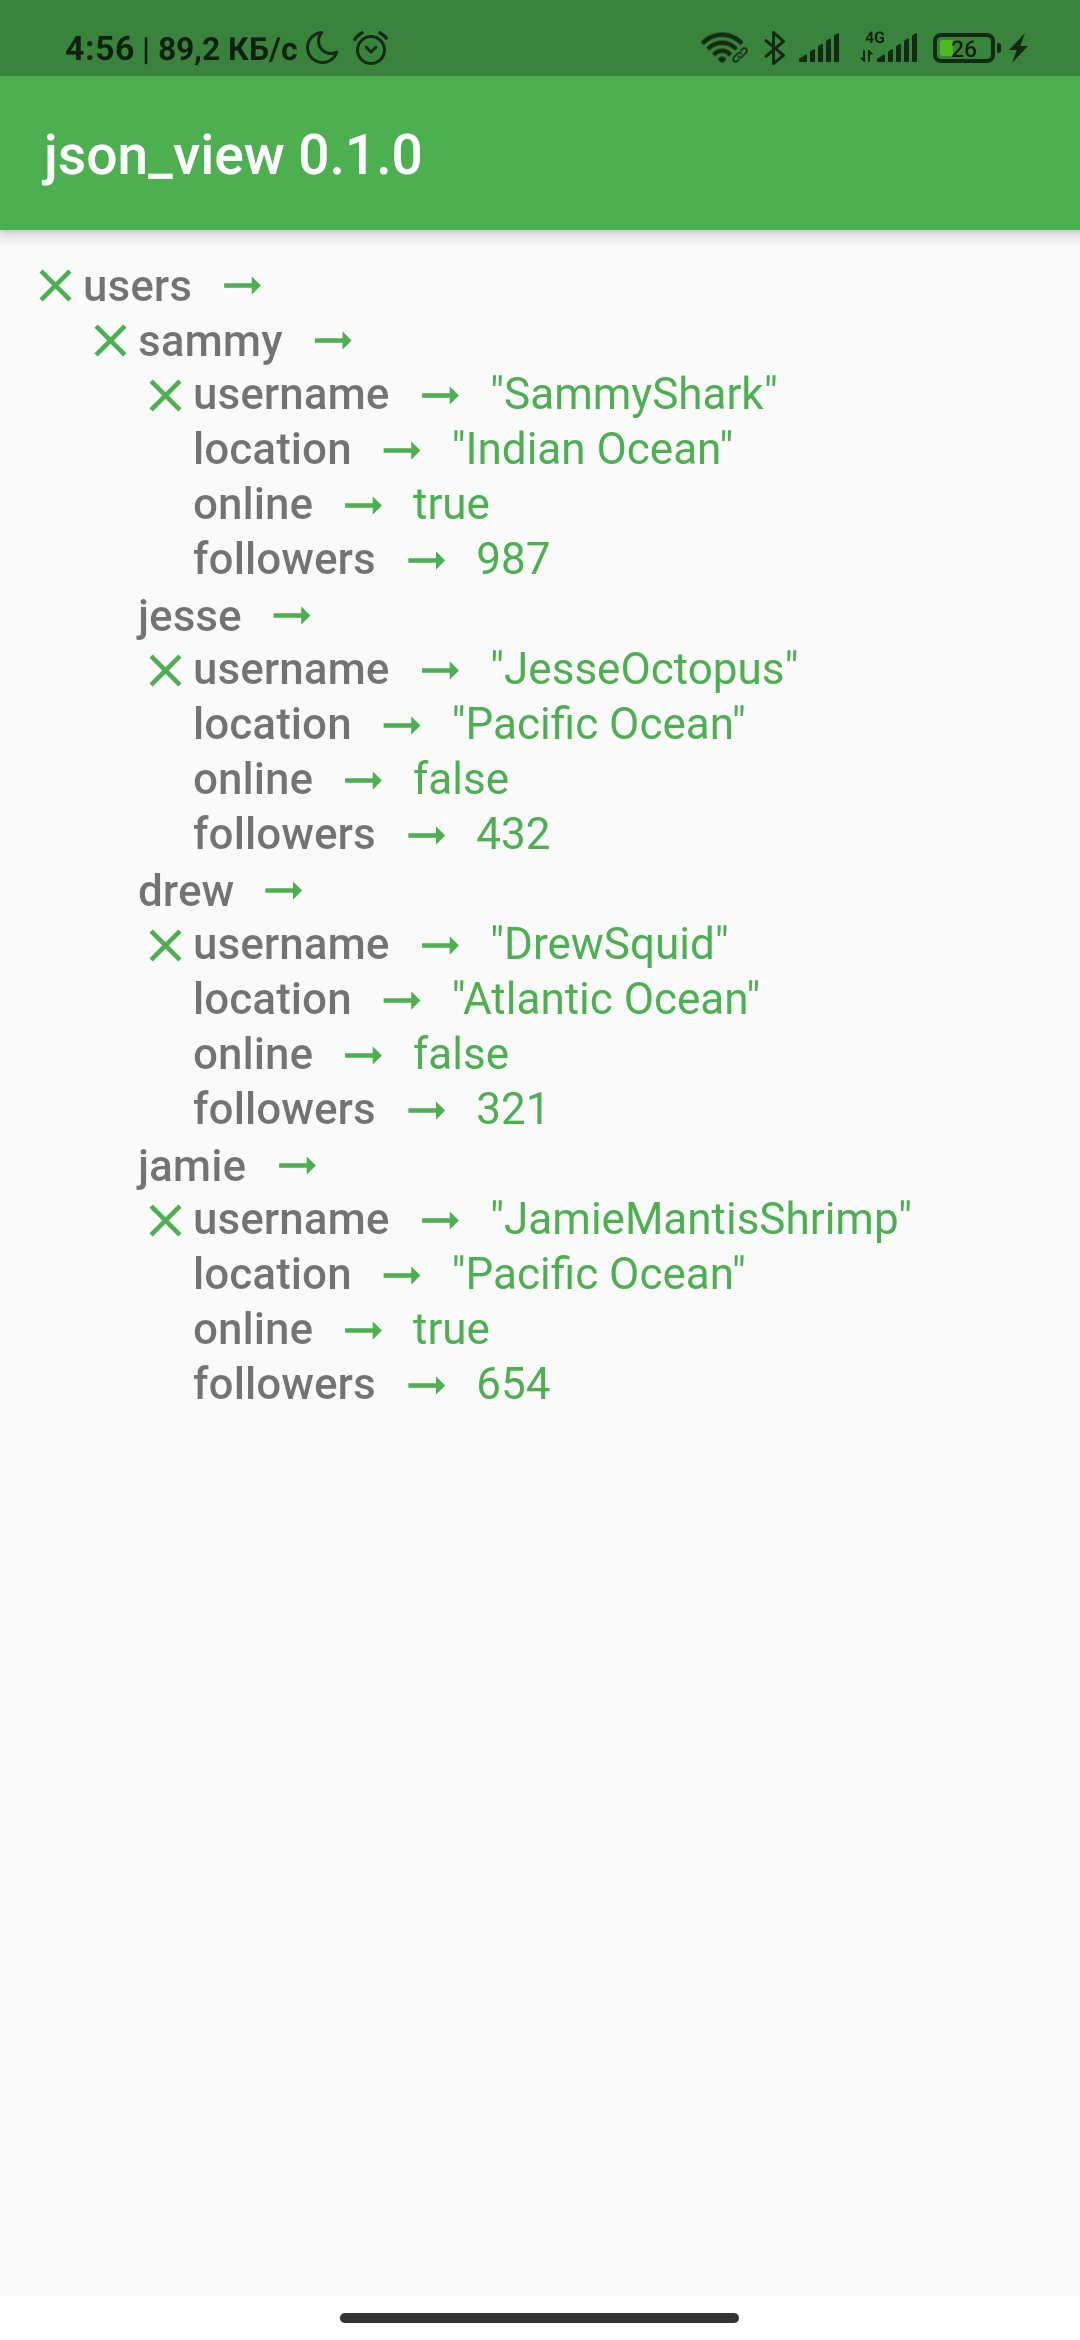 4:56 | 89,2 КБ/с
4G
26
json_view 0.1.0
users →
sammy →
username → "SammyShark"
location → "Indian Ocean"
online → true
followers → 987
jesse →
username → "JesseOctopus"
location → "Pacific Ocean"
online → false
followers → 432
drew →
username → "DrewSquid"
location → "Atlantic Ocean"
online → false
followers → 321
jamie →
username → "JamieMantisShrimp"
location → "Pacific Ocean"
online → true
followers → 654